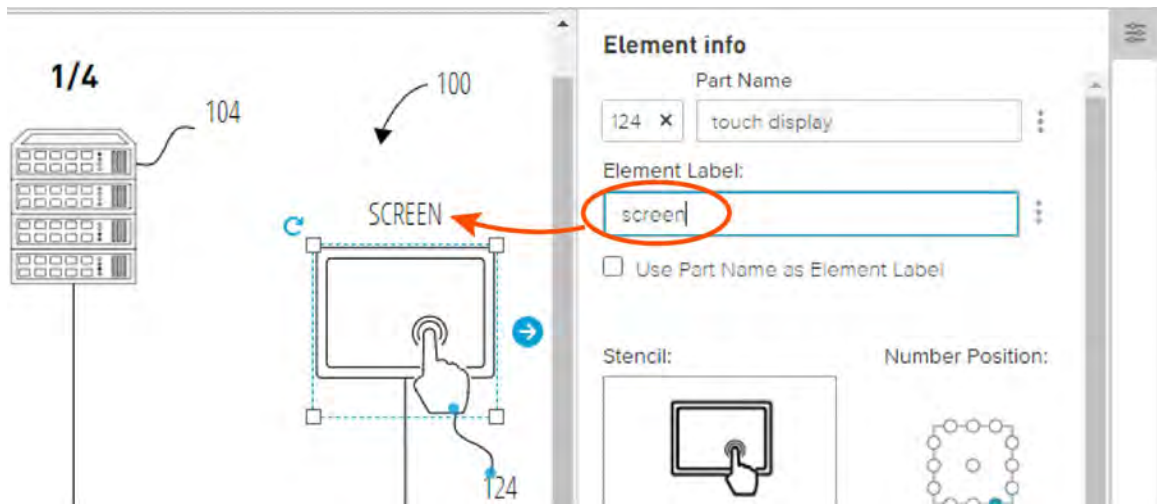 1/4
104
100
SCREEN
124
Element info
Part Name
124 × touch display
Element Label:
screen
Use Part Name as Element Label
Stencil:
Number Position: